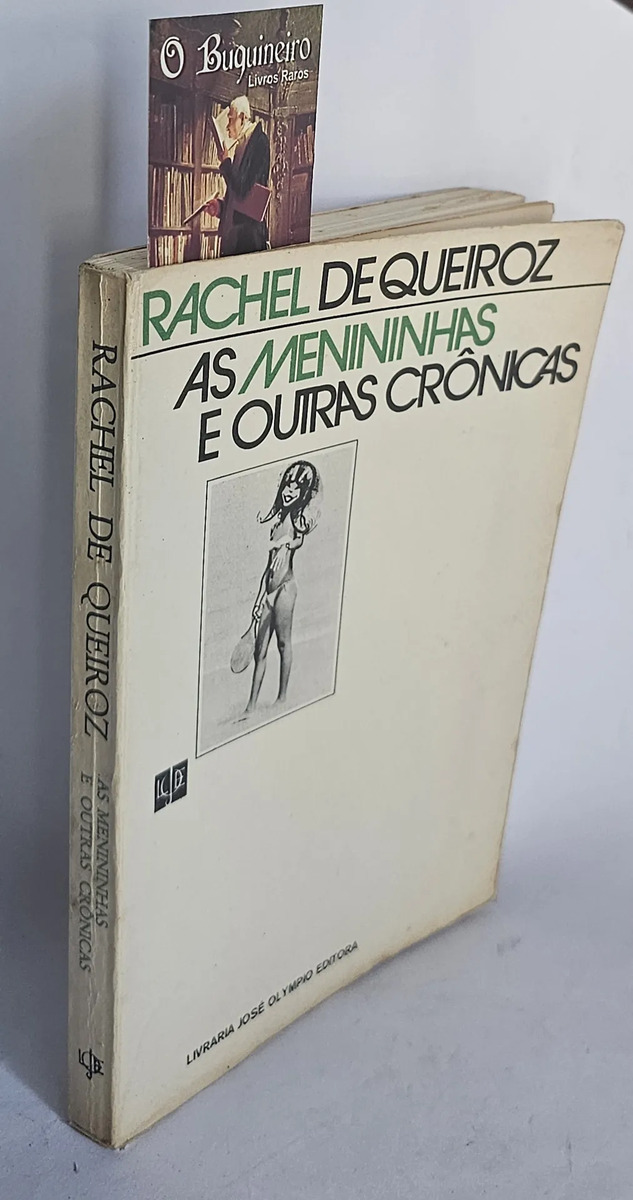 O Buquineiro
Livros Raros
RACHEL DE QUEIROZ
AS MENININHAS
E OUTRAS CRÔNICAS
LIVRARIA JOSÉ OLYMPIO EDITORA
RACHEL DE QUEIROZ
AS MENININHAS
E OUTRAS CRÔNICAS